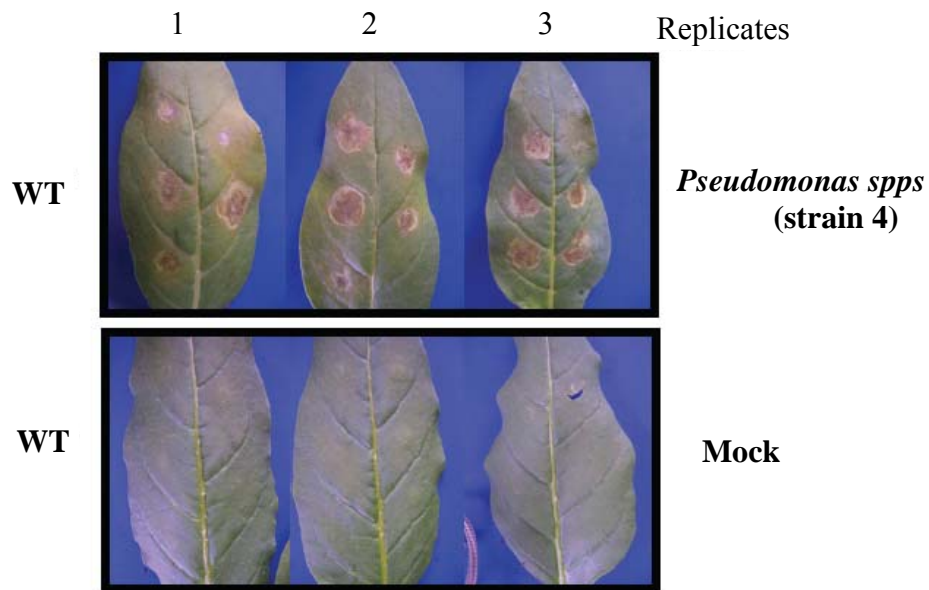 1 2 3 Replicates
WT
Pseudomonas spps
(strain 4)
WT
Mock